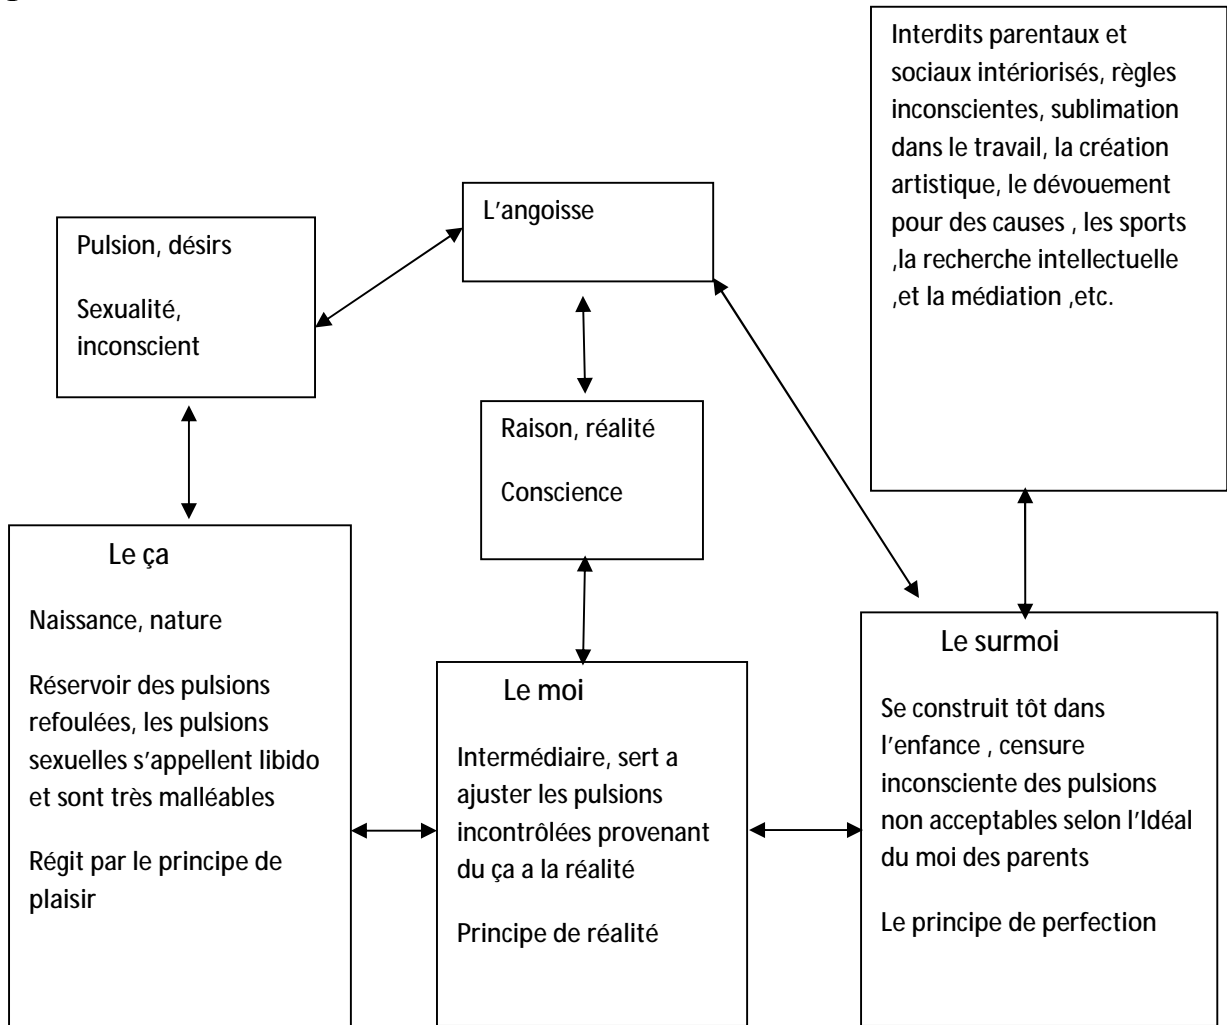 Interdits parentaux et
sociaux intériorisés, règles
inconscientes, sublimation
dans le travail, la création
artistique, le dévouement
pour des causes , les sports
,la recherche intellectuelle
,et la médiation ,etc.
L'angoisse
Pulsion, désirs
Sexualité,
inconscient
Raison, réalité
Conscience
Le ça
Naissance, nature
Réservoir des pulsions
refoulées, les pulsions
sexuelles s'appellent libido
et sont très malléables
Régit par le principe de
plaisir
Le moi
Intermédiaire, sert a
ajuster les pulsions
incontrôlées provenant
du ça a la réalité
Principe de réalité
Le surmoi
Se construit tôt dans
l'enfance , censure
inconsciente des pulsions
non acceptables selon l'Idéal
du moi des parents
Le principe de perfection